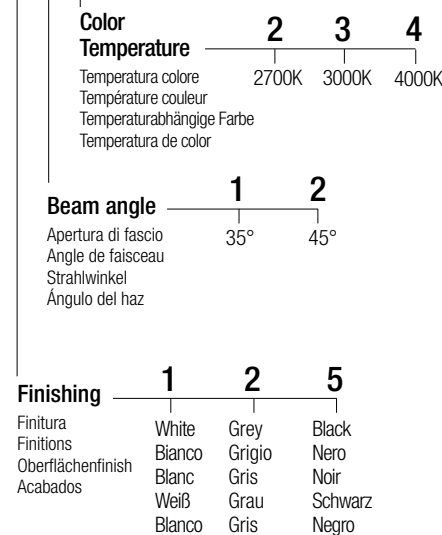 Color
Temperature
2 3 4
Temperatura colore
Température couleur
Temperaturabhängige Farbe
Temperatura de color
2700K 3000K 4000K
Beam angle
1 2
Apertura di fascio
Angle de faisceau
Strahlwinkel
Ángulo del haz
35° 45°
Finishing
1 2 5
Finitura
Finitions
Oberflächenfinish
Acabados
White Grey Black
Bianco Grigio Nero
Blanc Gris Noir
Weiß Grau Schwarz
Blanco Gris Negro